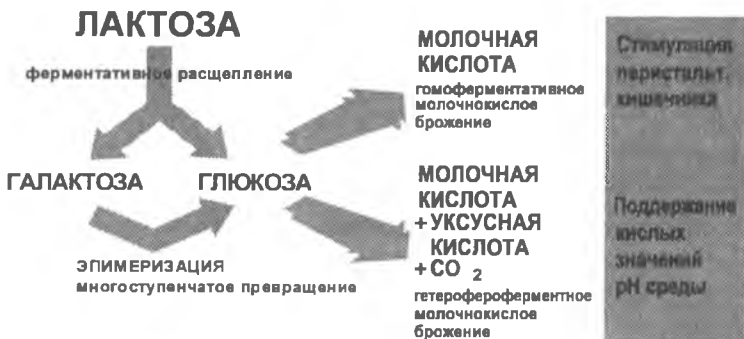 ЛАКТОЗА
ферментативное расщепление
ГАЛАКТОЗА
ГЛЮКОЗА
ЭПИМЕРИЗАЦИЯ
многоступенчатое превращение
МОЛОЧНАЯ
КИСЛОТА
гомоферментативное
молочнокислое
брожение
МОЛОЧНАЯ
КИСЛОТА
+УКСУСНАЯ
КИСЛОТА
+CO 2
гетерофероферментное
молочнокислое
брожение
Стимуляция
перистальт.
кишечника
Поддержание
кислых
значений
pH среды